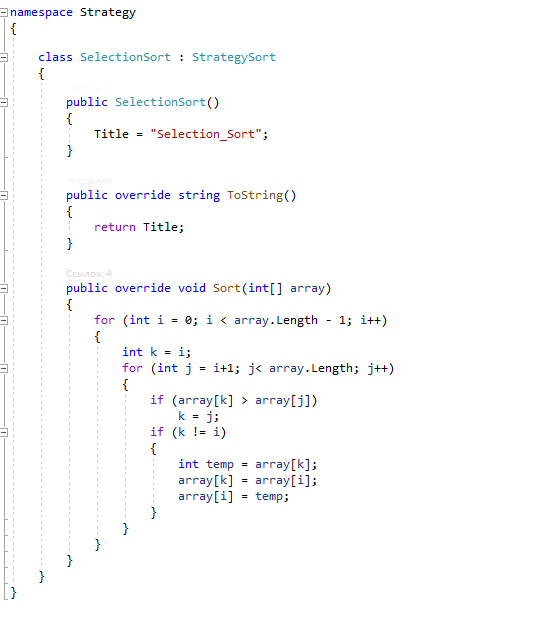 namespace Strategy
{
class SelectionSort : StrategySort
{
public SelectionSort()
{
Title = "Selection_Sort";
}
public override string ToString()
{
return Title;
}
Ссылок: 4
public override void Sort(int[] array)
{
for (int i = 0; i < array.Length - 1; i++)
{
int k = i;
for (int j = i+1; j< array.Length; j++)
{
if (array[k] > array[j])
k = j;
if (k != i)
{
int temp = array[k];
array[k] = array[i];
array[i] = temp;
}
}
}
}
}
}